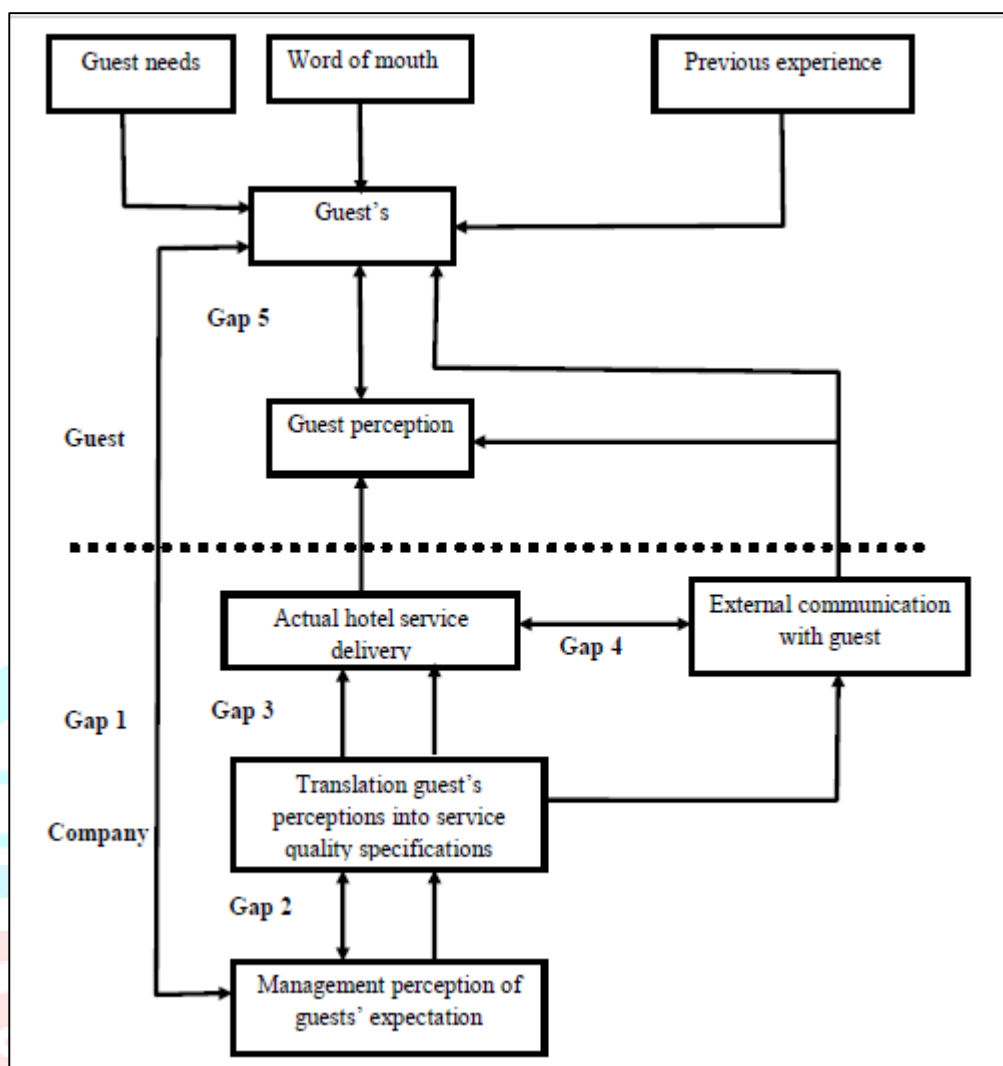 Guest needs
Word of mouth
Previous experience
Guest's
Gap 5
Guest perception
Guest
Actual hotel service
delivery
External communication
with guest
Gap 4
Gap 3
Gap 1
Translation guest's
perceptions into service
quality specifications
Company
Gap 2
Management perception of
guests' expectation